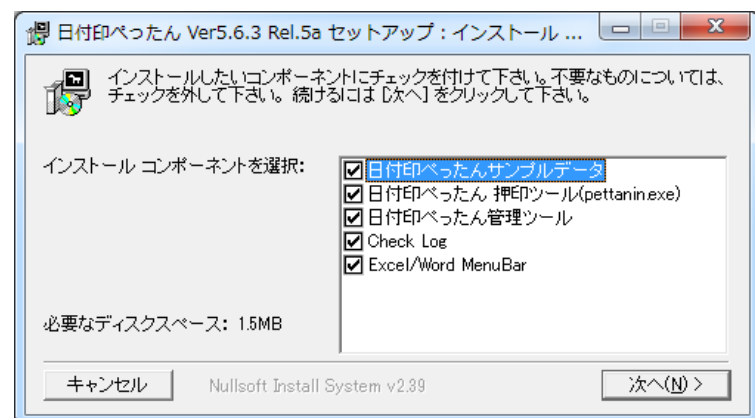 日付印ぺったん Ver5.6.3 Rel.5a セットアップ：インストール ...
インストールしたいコンポーネントにチェックを付けて下さい。不要なものについては、
チェックを外して下さい。続けるには [次へ] をクリックして下さい。
インストール コンポーネントを選択:
日付印ぺったんサンプルデータ
日付印ぺったん 押印ツール(pettanin.exe)
日付印ぺったん管理ツール
Check Log
Excel/Word MenuBar
必要なディスクスペース: 1.5MB
キャンセル
Nullsoft Install System v2.39
次へ(N) >